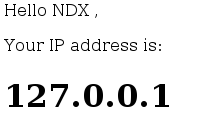 Hello NDX ,
Your IP address is:
127.0.0.1